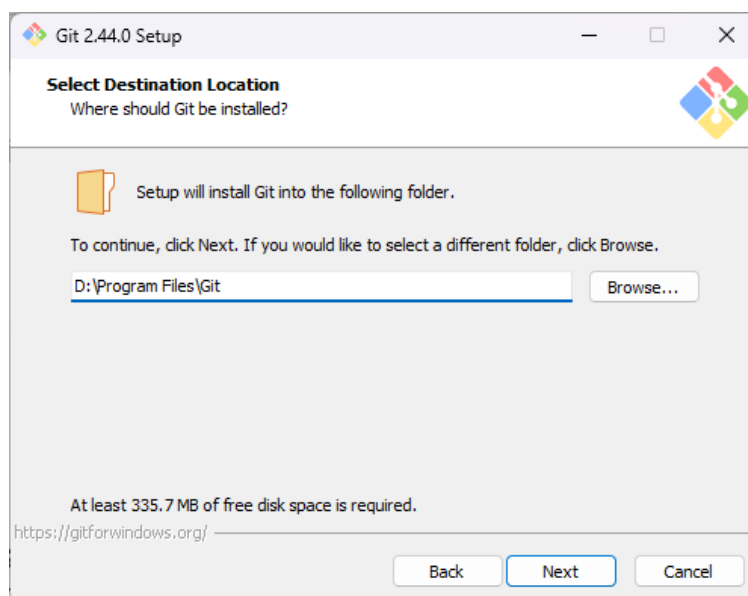 Git 2.44.0 Setup
Select Destination Location
Where should Git be installed?
Setup will install Git into the following folder.
To continue, click Next. If you would like to select a different folder, click Browse.
D:\Program Files\Git
Browse...
At least 335.7 MB of free disk space is required.
https://gitforwindows.org/
Back
Next
Cancel